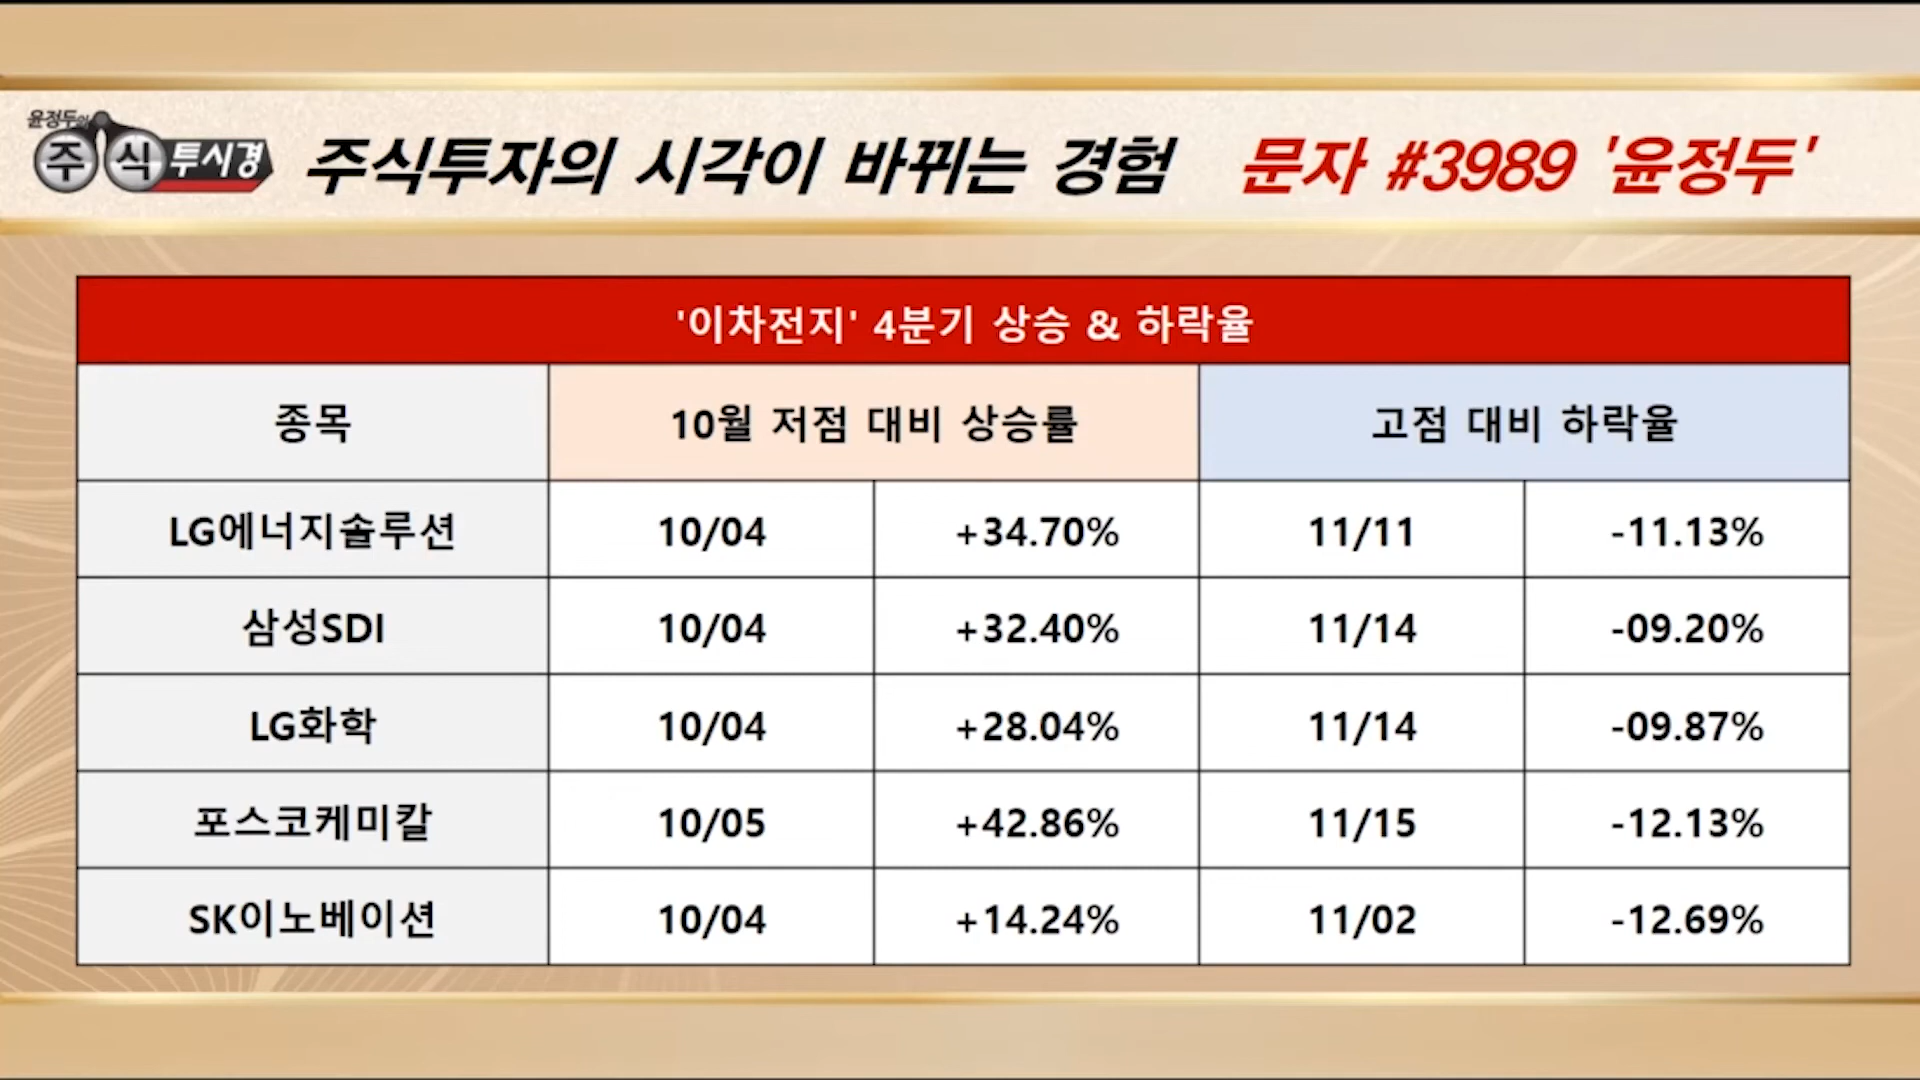 윤정두의
주식투시경
주식투자의 시각이 바뀌는 경험 문자 #3989 '윤정두'
'이차전지' 4분기 상승 & 하락율
종목 10월 저점 대비 상승률 고점 대비 하락율
LG에너지솔루션 10/04 +34.70% 11/11 -11.13%
삼성SDI 10/04 +32.40% 11/14 -09.20%
LG화학 10/04 +28.04% 11/14 -09.87%
포스코케미칼 10/05 +42.86% 11/15 -12.13%
SK이노베이션 10/04 +14.24% 11/02 -12.69%